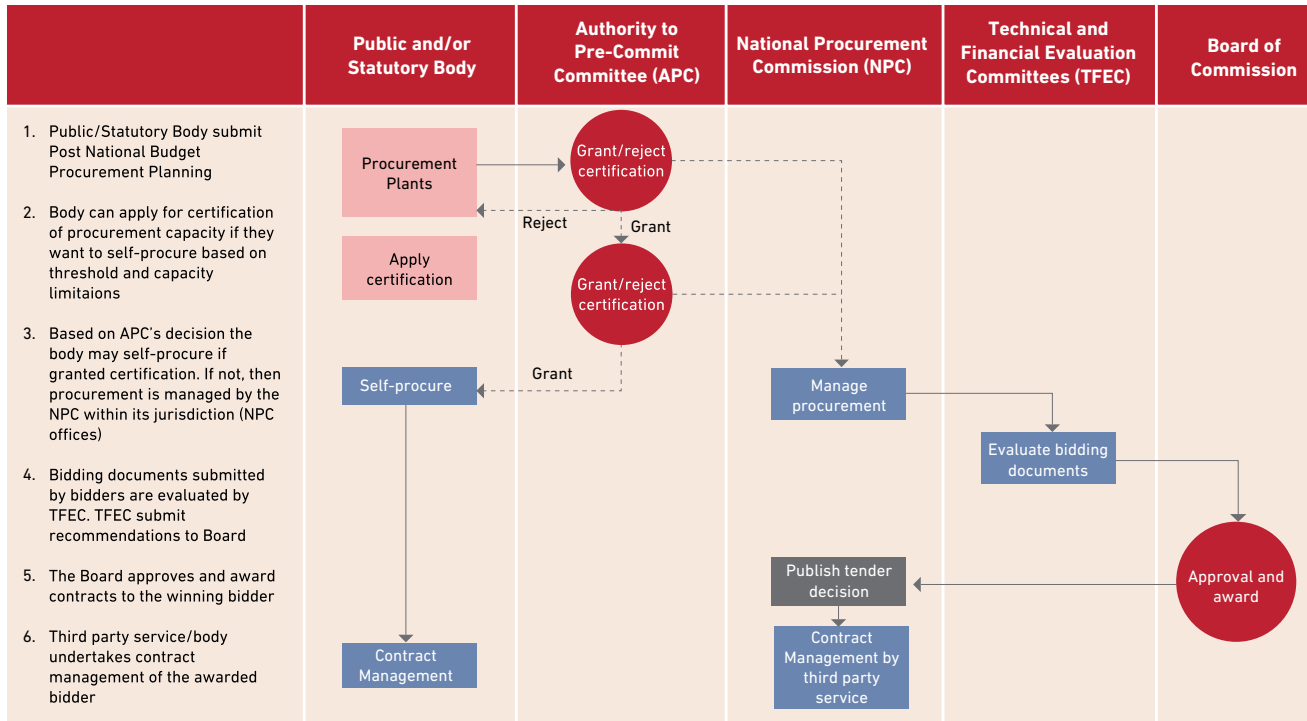 Public and/or
Statutory Body
Authority to
Pre-Commit
Committee (APC)
National Procurement
Commission (NPC)
Technical and
Financial Evaluation
Committees (TFEC)
Board of
Commission
1. Public/Statutory Body submit
Post National Budget
Procurement Planning
2. Body can apply for certification
of procurement capacity if they
want to self-procure based on
threshold and capacity
limitaions
3. Based on APC's decision the
body may self-procure if
granted certification. If not, then
procurement is managed by the
NPC within its jurisdiction (NPC
offices)
4. Bidding documents submitted
by bidders are evaluated by
TFEC. TFEC submit
recommendations to Board
5. The Board approves and award
contracts to the winning bidder
6. Third party service/body
undertakes contract
management of the awarded
bidder
Procurement
Plants
Grant/reject
certification
Reject
Grant
Apply
certification
Grant/reject
certification
Grant
Self-procure
Manage
procurement
Evaluate bidding
documents
Approval and
award
Publish tender
decision
Contract
Management
Contract
Management by
third party
service